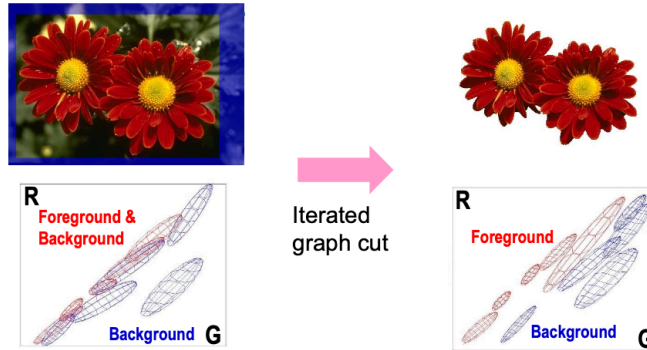 R
Foreground &
Background
Background
G
Iterated
graph cut
R
Foreground
Background
G